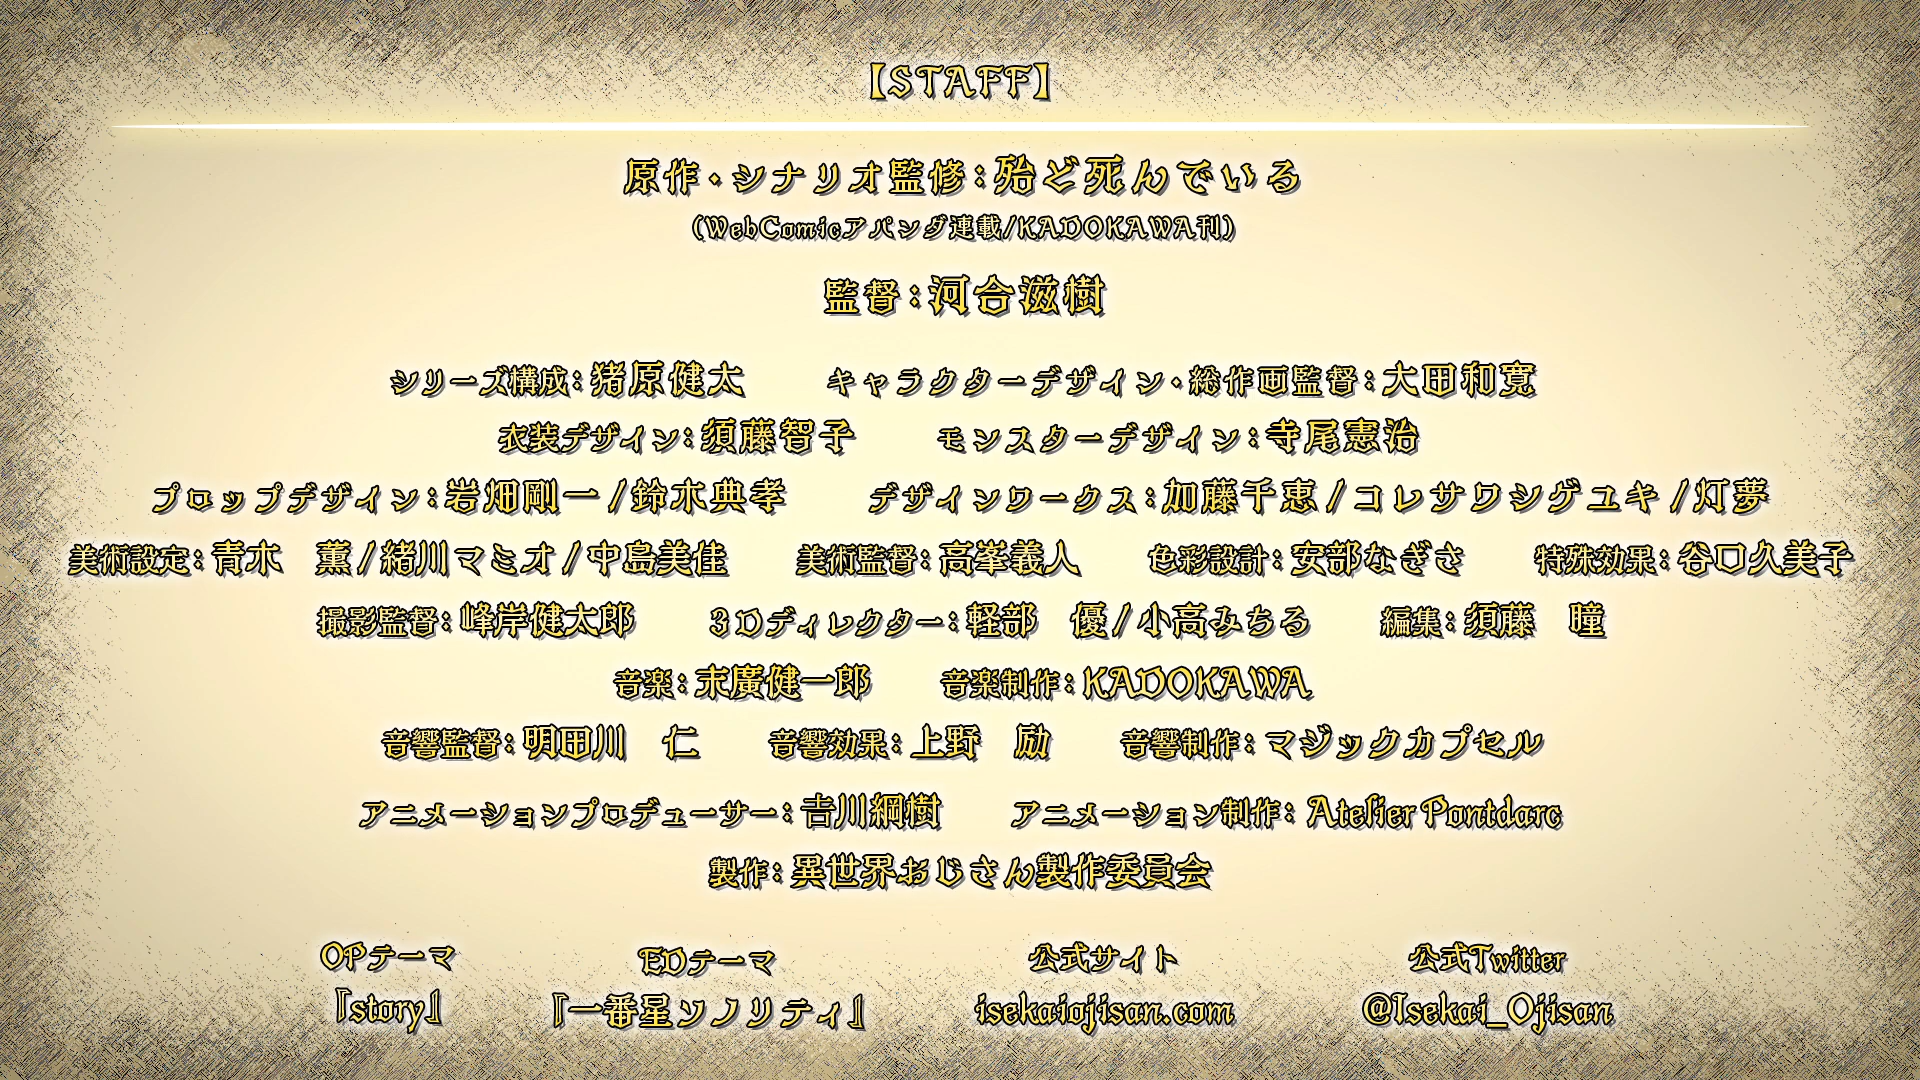 【STAFF】
原作・シナリオ監修：殆ど死んでいる
（WebComicアパンダ連載/KADOKAWA刊）
監督：河合滋樹
シリーズ構成：猪原健太　キャラクターデザイン・総作画監督：大田和寛
衣装デザイン：須藤智子　モンスターデザイン：寺尾憲治
プロップデザイン：岩畑剛一/鈴木典孝　デザインワークス：加藤千恵/コレサワシゲユキ/灯夢
美術設定：青木　薫/緒川マミオ/中島美佳　美術監督：高峯義人　色彩設計：安部なぎさ　特殊効果：谷口久美子
撮影監督：峰岸健太郎　３Ｄディレクター：軽部　優/小高みちる　編集：須藤　瞳
音楽：末廣健一郎　音楽制作：KADOKAWA
音響監督：明田川　仁　音響効果：上野　励　音響制作：マジックカプセル
アニメーションプロデューサー：吉川綱樹　アニメーション制作：Atelier Pontdarc
製作：異世界おじさん製作委員会
OPテーマ　EDテーマ　公式サイト　公式Twitter
『story』　『一番星ソノリティ』　isekaiojisan.com　@Isekai_Ojisan